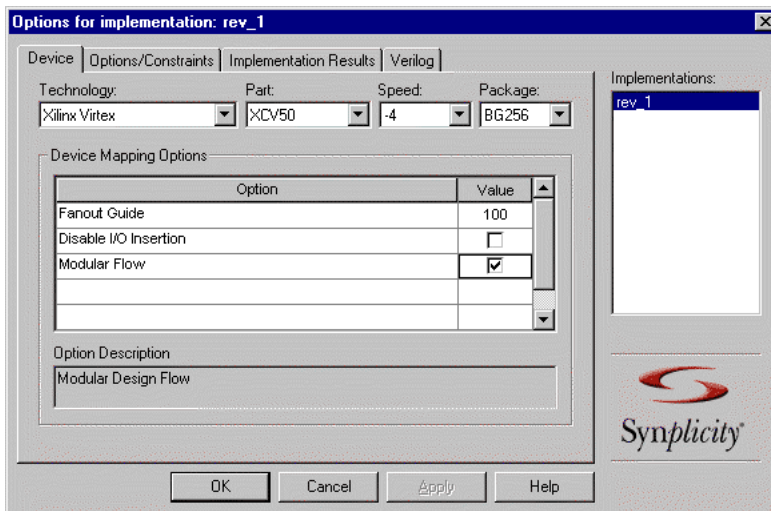 Options for implementation: rev_1
Device Options/Constraints Implementation Results Verilog
Implementations:
Technology: Part: Speed: Package:
Xilinx Virtex XCV50 -4 BG256
rev_1
Device Mapping Options
Option Value
Fanout Guide 100
Disable I/O Insertion
Modular Flow
Option Description
Modular Design Flow
Synplicity®
OK Cancel Apply Help